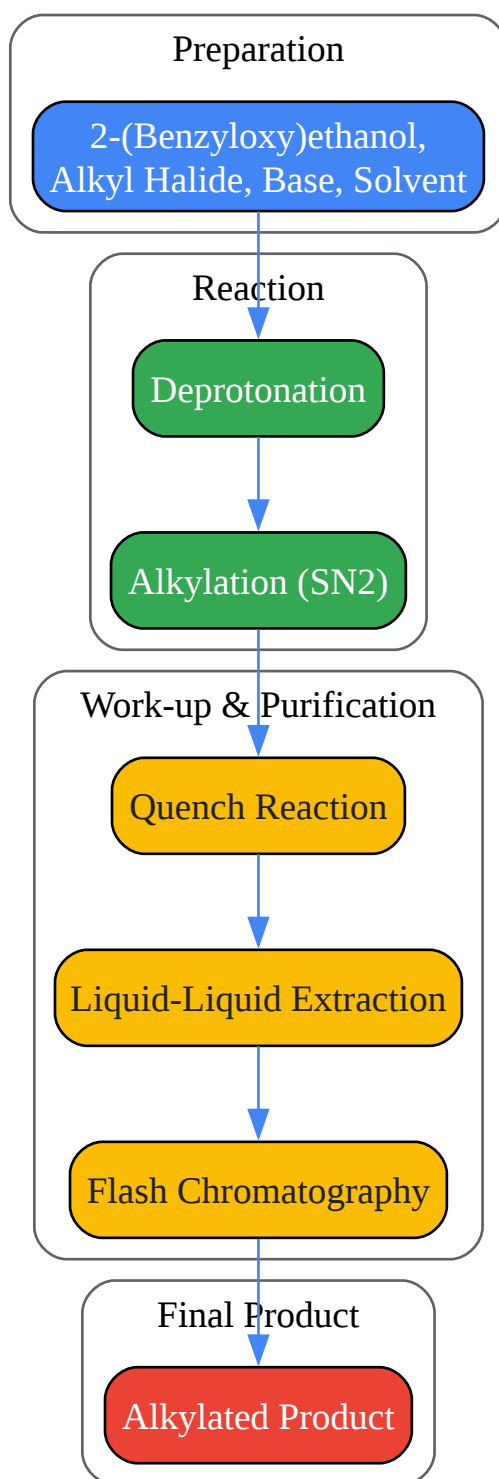 Preparation
2-(Benzyloxy)ethanol,
Alkyl Halide, Base, Solvent
Reaction
Deprotonation
Alkylation (SN2)
Work-up & Purification
Quench Reaction
Liquid-Liquid Extraction
Flash Chromatography
Final Product
Alkylated Product